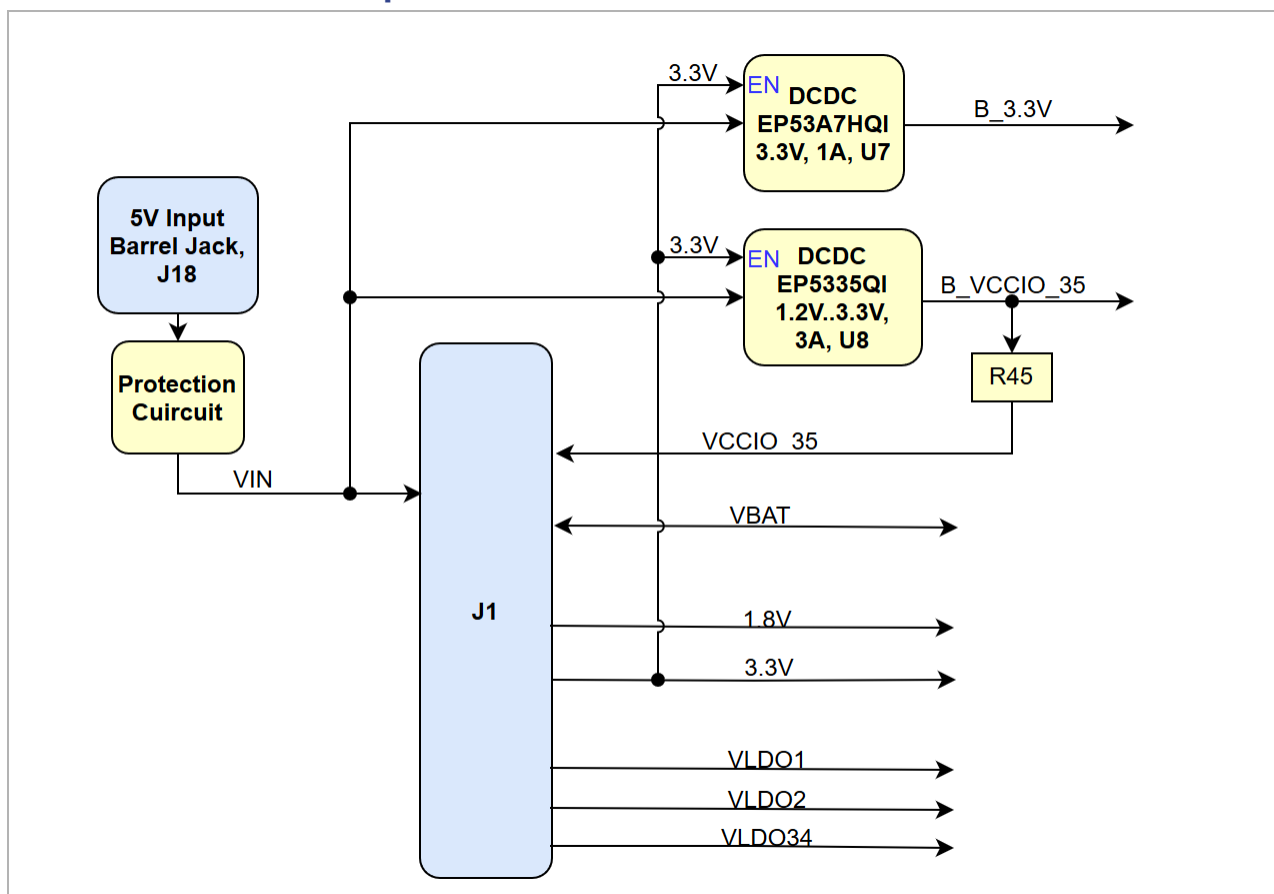 3.3V
EN
DCDC
EP53A7HQI
3.3V, 1A, U7
B_3.3V
5V Input
Barrel Jack,
J18
3.3V
EN
DCDC
EP5335QI
1.2V..3.3V,
3A, U8
B_VCCIO_35
R45
Protection
Cuircuit
VIN
VCCIO_35
VBAT
J1
1.8V
3.3V
VLDO1
VLDO2
VLDO34